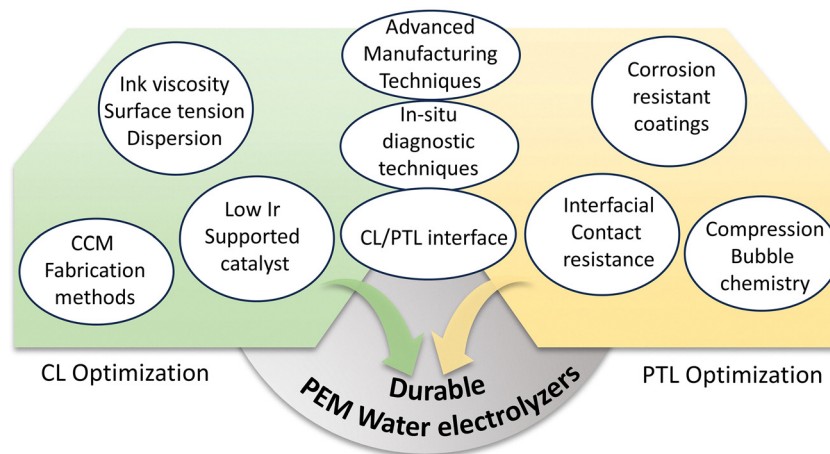 Advanced
Manufacturing
Techniques
Ink viscosity
Surface tension
Dispersion
Corrosion
resistant
coatings
In-situ
diagnostic
techniques
Low Ir
Supported
catalyst
CL/PTL interface
Interfacial
Contact
resistance
CCM
Fabrication
methods
Compression
Bubble
chemistry
CL Optimization
PTL Optimization
Durable
PEM Water electrolyzers